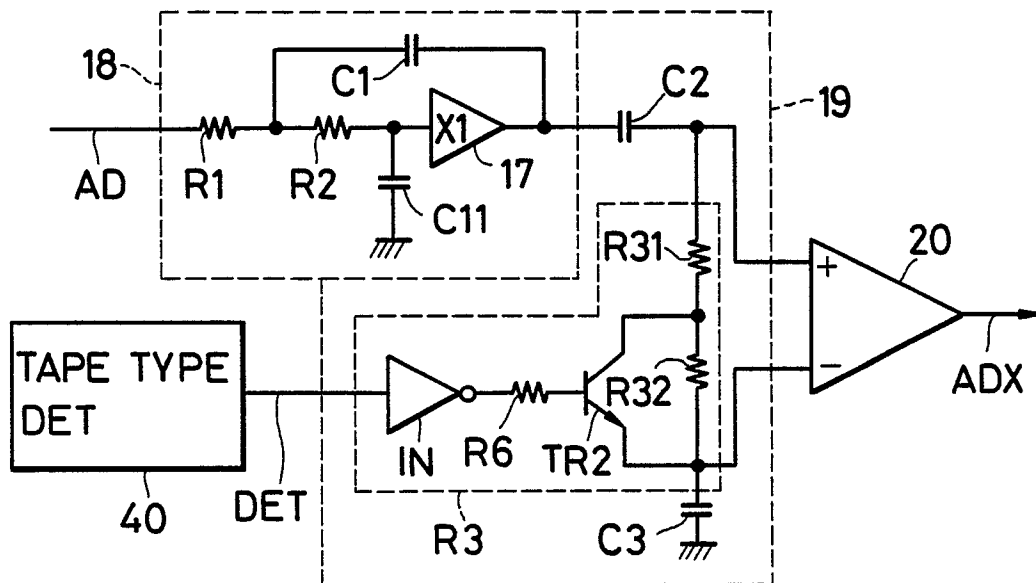 18
C1
C2
19
X1
AD
R1
R2
17
C11
R31
20
+
TAPE TYPE
DET
R32
−
ADX
IN
R6
TR2
40
DET
R3
C3